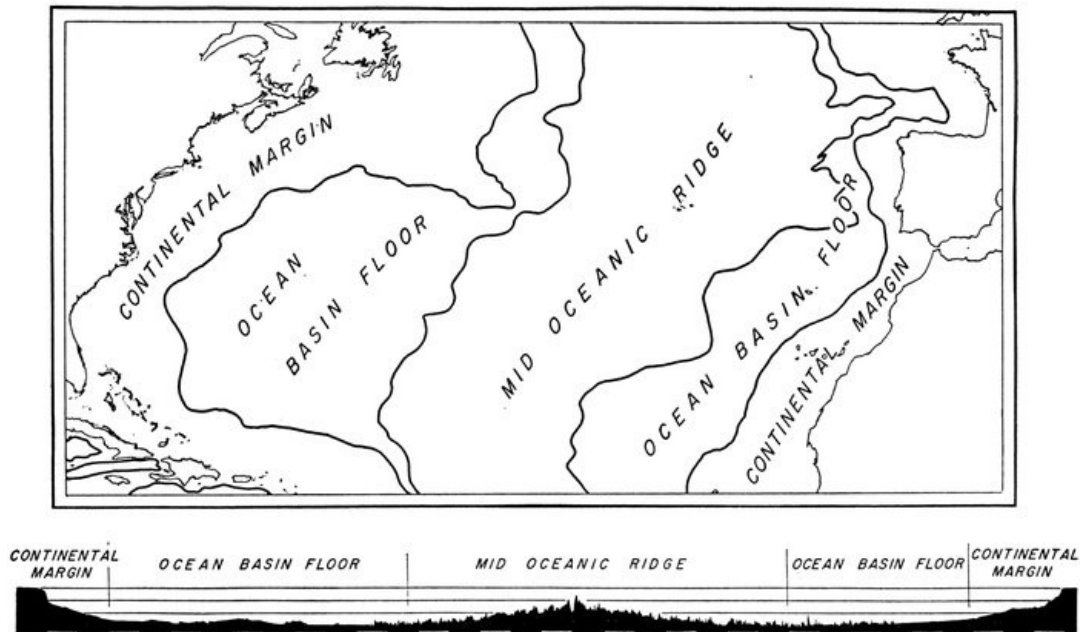 CONTINENTAL MARGIN
OCEAN
BASIN FLOOR
MID OCEANIC RIDGE
OCEAN BASIN FLOOR
CONTINENTAL MARGIN
CONTINENTAL
MARGIN
OCEAN BASIN FLOOR
MID OCEANIC RIDGE
OCEAN BASIN FLOOR
CONTINENTAL
MARGIN